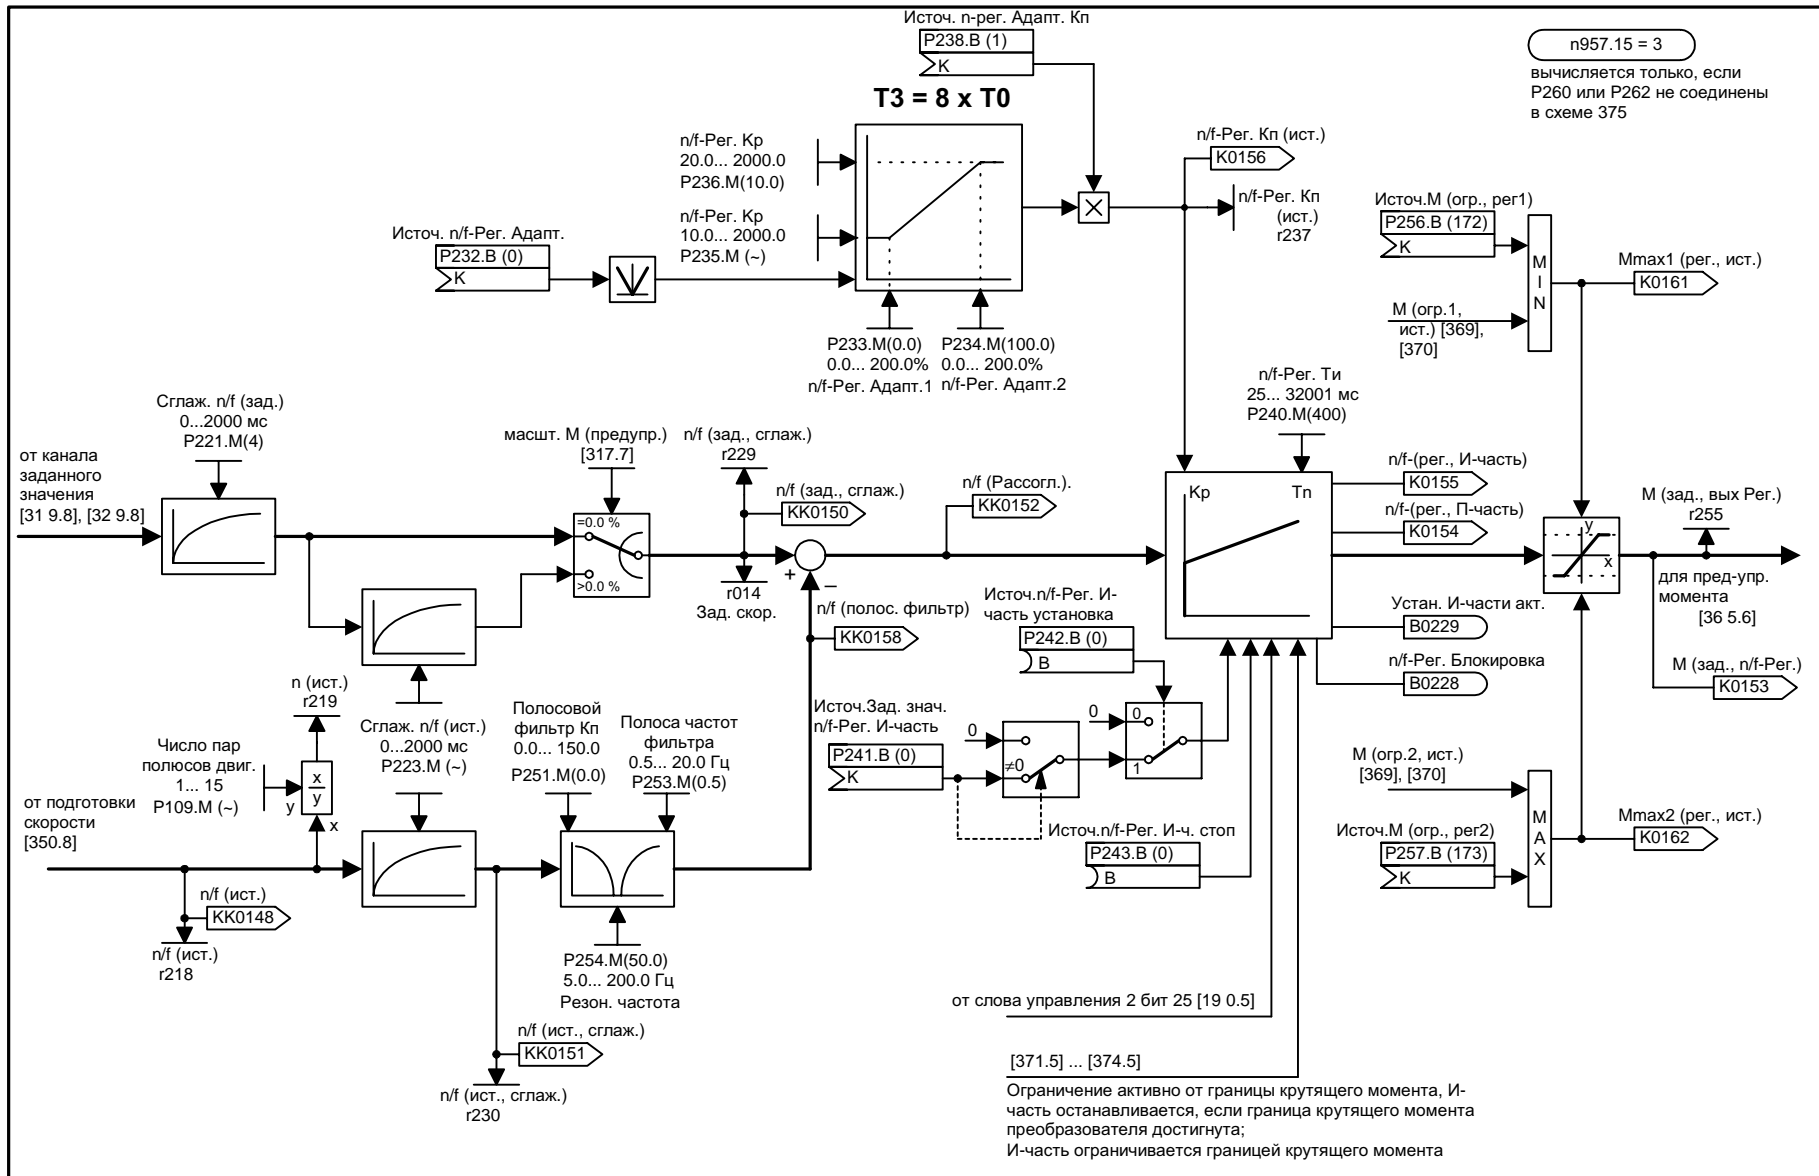 Источ. n-рег. Адапт. Кп
P238.B (1)
K
n957.15 = 3
вычисляется только, если
P260 или P262 не соединены
в схеме 375
T3 = 8 x T0
n/f-Рег. Кр
20.0... 2000.0
P236.M(10.0)
n/f-Рег. Кр
10.0... 2000.0
P235.M (~)
n/f-Рег. Кп (ист.)
K0156
n/f-Рег. Кп
(ист.)
r237
Источ. n/f-Рег. Адапт.
P232.B (0)
K
P233.M(0.0)
0.0... 200.0%
n/f-Рег. Адапт.1
P234.M(100.0)
0.0... 200.0%
n/f-Рег. Адапт.2
Источ.М (огр., рег1)
P256.B (172)
K
M
I
N
Mmax1 (рег., ист.)
K0161
M (огр.1,
ист.) [369],
[370]
n/f-Рег. Ти
25... 32001 мс
P240.M(400)
Сглаж. n/f (зад.)
0...2000 мс
P221.M(4)
от канала
заданного
значения
[31 9.8], [32 9.8]
масшт. М (предупр.)
[317.7]
=0.0 %
>0.0 %
n/f (зад., сглаж.)
r229
n/f (зад., сглаж.)
KK0150
r014
Зад. скор.
+
–
n/f (Рассогл.).
KK0152
n/f (полос. фильтр)
KK0158
Kp
Tn
n/f-(рег., И-часть)
K0155
n/f-(рег., П-часть)
K0154
y
x
M (зад., вых Рег.)
r255
для пред-упр.
момента
[36 5.6]
Устан. И-части акт.
B0229
n/f-Рег. Блокировка
B0228
M (зад., n/f-Рег.)
K0153
Источ.n/f-Рег. И-
часть установка
P242.B (0)
B
Источ.Зад. знач.
n/f-Рег. И-часть
P241.B (0)
K
0
≠0
0
0
1
Источ.n/f-Рег. И-ч. стоп
P243.B (0)
B
n (ист.)
r219
Число пар
полюсов двиг.
1... 15
P109.M (~)
x
y
y
x
Сглаж. n/f (ист.)
0...2000 мс
P223.M (~)
Полосовой
фильтр Кп
0.0... 150.0
P251.M(0.0)
Полоса частот
фильтра
0.5... 20.0 Гц
P253.M(0.5)
от подготовки
скорости
[350.8]
n/f (ист.)
KK0148
n/f (ист.)
r218
P254.M(50.0)
5.0... 200.0 Гц
Резон. частота
n/f (ист., сглаж.)
KK0151
n/f (ист., сглаж.)
r230
M (огр.2, ист.)
[369], [370]
Источ.М (огр., рег2)
P257.B (173)
K
M
A
X
Mmax2 (рег., ист.)
K0162
от слова управления 2 бит 25 [19 0.5]
[371.5] ... [374.5]
Ограничение активно от границы крутящего момента, И-
часть останавливается, если граница крутящего момента
преобразователя достигнута;
И-часть ограничивается границей крутящего момента